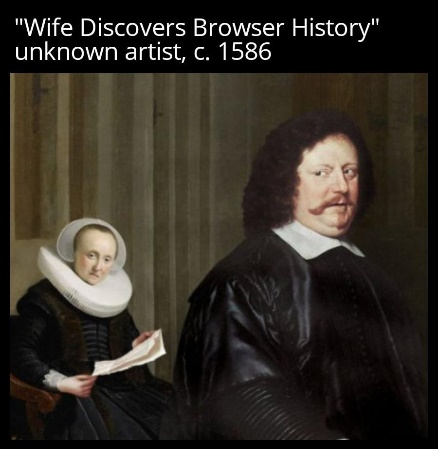 "Wife Discovers Browser History"
unknown artist, c. 1586